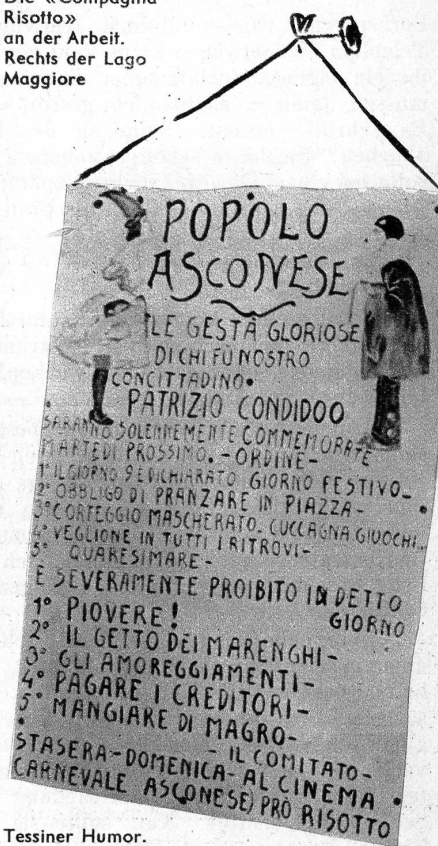 Die «Compagina
Risotto»
an der Arbeit.
Rechts der Lago
Maggiore
POPOLO
ASCONESE
LE GESTA GLORIOSE
DI CHI FÙ NOSTRO
CONCITTADINO.
PATRIZIO CONDIDOO
SARANNO SOLENNEMENTE COMMEMORATE
MARTEDI PROSSIMO. - ORDINE -
1° IL GIORNO 9 E DICHIARATO GIORNO FESTIVO -
2° OBBLIGO DI PRANZARE IN PIAZZA -
3° CORTEGGIO MASCHERATO - CUCCAGNA GIUOCHI...
4° VEGLIONE IN TUTTI I RITROVI -
5° QUARESIMARE -
E SEVERAMENTE PROIBITO IN DETTO
GIORNO
1° PIOVERE!
2° IL GETTO DEI MARENGHI -
3° GLI AMOREGGIAMENTI -
4° PAGARE I CREDITORI -
5° MANGIARE DI MAGRO -
- IL COMITATO -
STASERA - DOMENICA - AL CINEMA
CARNEVALE ASCONESE) PRÒ RISOTTO
Tessiner Humor.